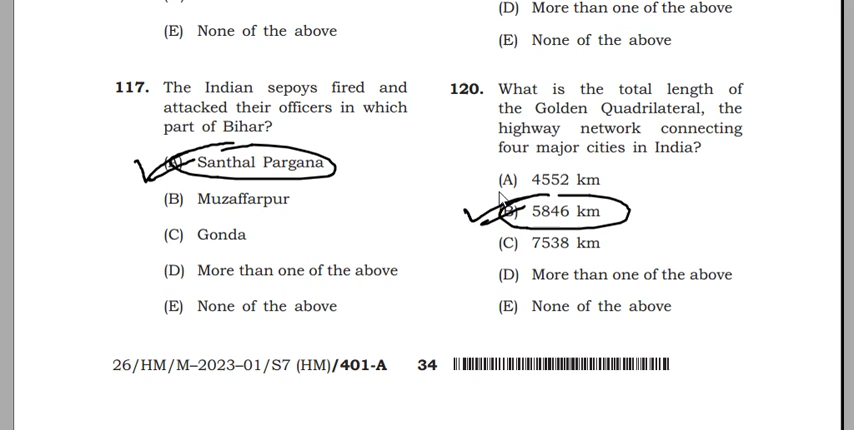 (E) None of the above
117. The Indian sepoys fired and
attacked their officers in which
part of Bihar?
Santhal Pargana
(B) Muzaffarpur
(C) Gonda
(D) More than one of the above
(E) None of the above
(D) More than one of the above
(E) None of the above
120. What is the total length of
the Golden Quadrilateral, the
highway network connecting
four major cities in India?
(A) 4552 km
(B) 5846 km
(C) 7538 km
(D) More than one of the above
(E) None of the above
26/HM/M–2023–01/S7 (HM)/401-A 34